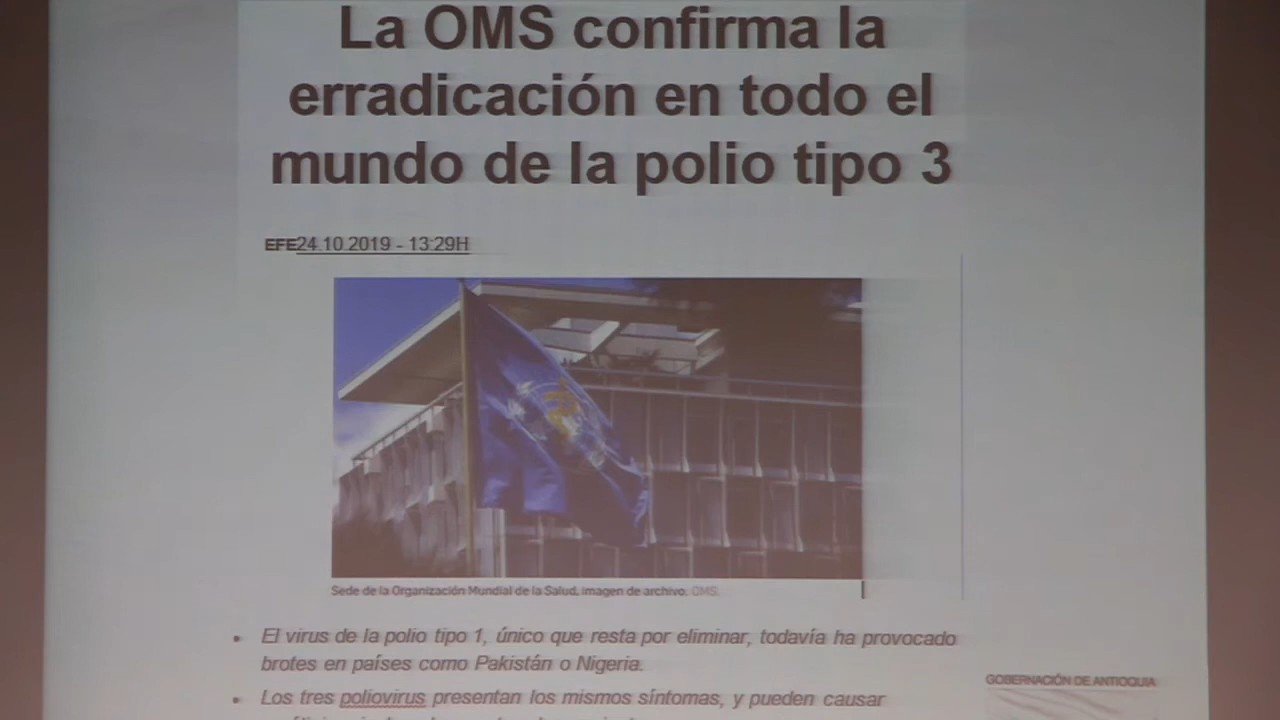 La OMS confirma la
erradicación en todo el
mundo de la polio tipo 3
EFE24.10.2019 - 13:29H
Sede de la Organización Mundial de la Salud, imagen de archivo. OMS.
• El virus de la polio tipo 1, único que resta por eliminar, todavía ha provocado
brotes en países como Pakistán o Nigeria.
GOBERNACIÓN DE ANTIOQUIA
• Los tres poliovirus presentan los mismos síntomas, y pueden causar